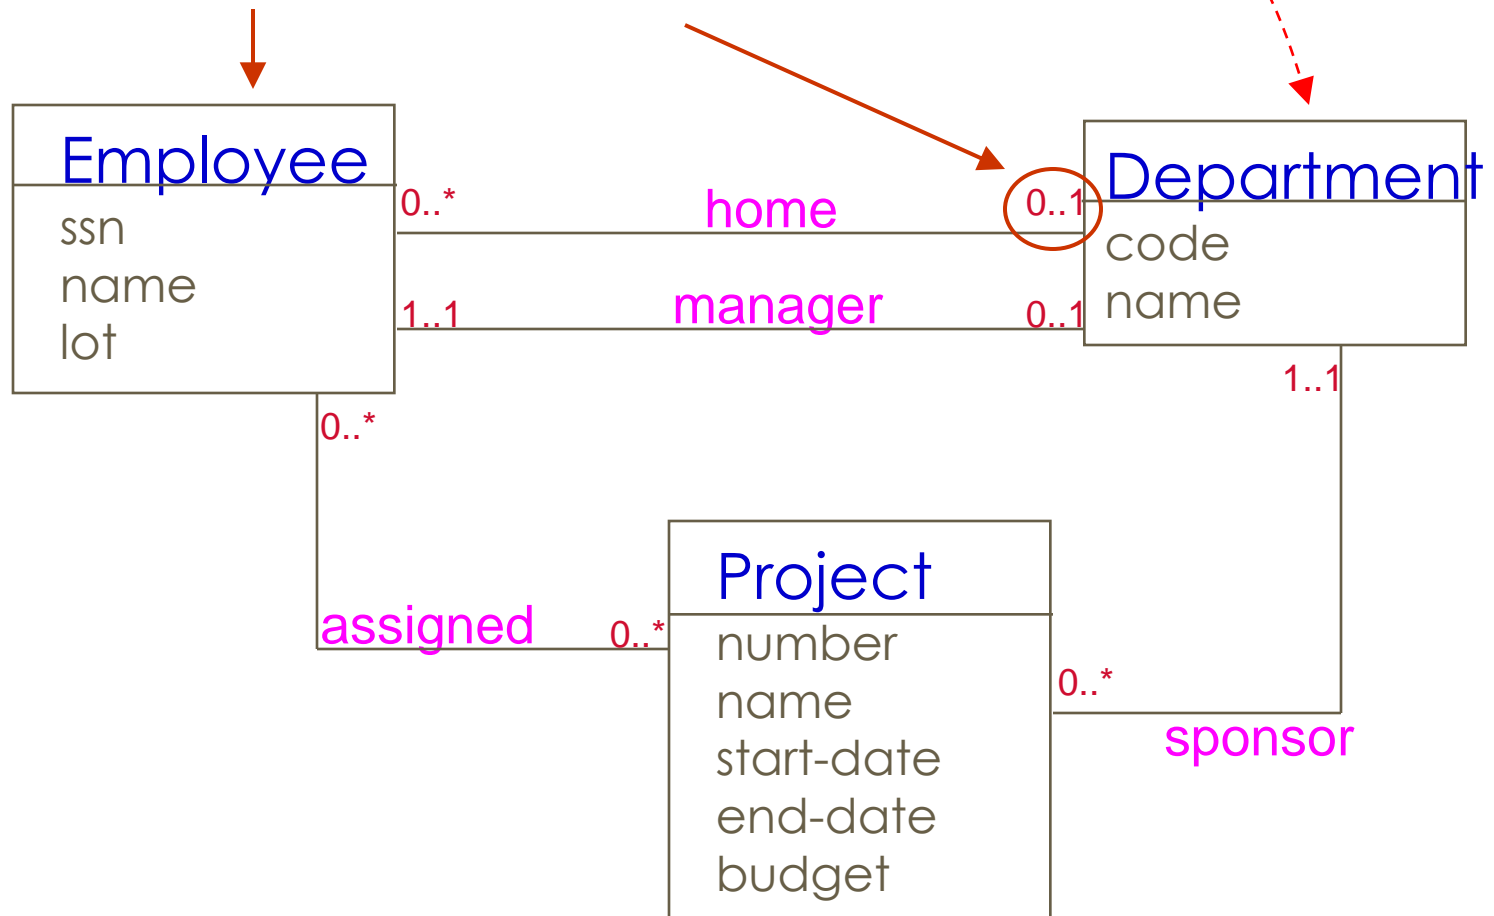 Employee
ssn
name
lot
0..*
home
0..1
1..1
manager
0..1
Department
code
name
1..1
0..*
assigned
0..*
Project
number
name
start-date
end-date
budget
0..*
sponsor